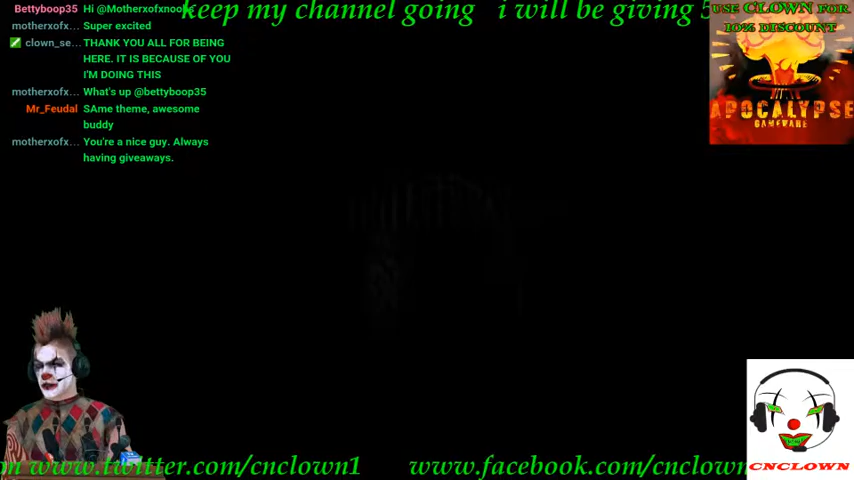 keep my channel going i will be giving
Bettyboop35 Hi @Motherxofxnoobs
motherxofx... Super excited
clown_se... THANK YOU ALL FOR BEING
HERE. IT IS BECAUSE OF YOU
I'M DOING THIS
motherxofx... What's up @bettyboop35
Mr_Feudal SAme theme, awesome
buddy
motherxofx... You're a nice guy. Always
having giveaways.
USE CLOWN FOR
10% DISCOUNT
APOCALYPSE
GAMEWARE
CNCLOWN
m www.twitter.com/cnclown1 www.facebook.com/cnclown